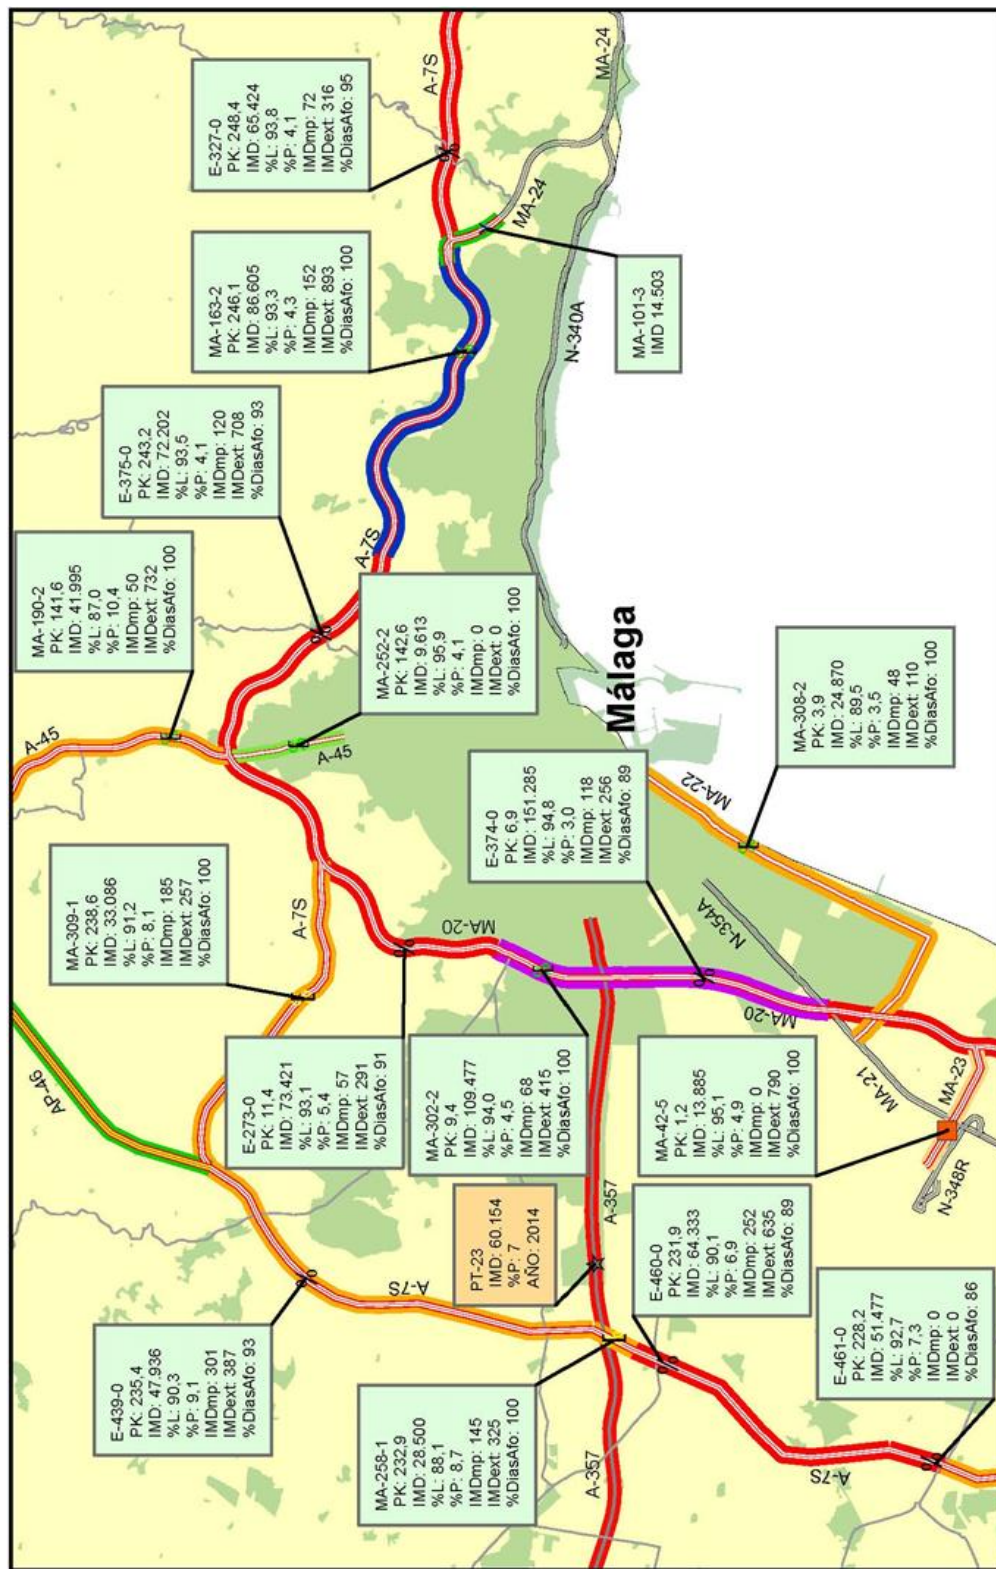 MA-190-2
PK: 141,6
IMD: 41.995
%L: 87,0
%P: 10,4
IMDmp: 50
IMDext: 732
%DiasAfo: 100
E-375-0
PK: 243,2
IMD: 72.202
%L: 93,5
%P: 4,1
IMDmp: 120
IMDext: 708
%DiasAfo: 93
MA-163-2
PK: 246,1
IMD: 86.605
%L: 93,3
%P: 4,3
IMDmp: 152
IMDext: 893
%DiasAfo: 100
E-327-0
PK: 248,4
IMD: 65.424
%L: 93,8
%P: 4,1
IMDmp: 72
IMDext: 316
%DiasAfo: 95
A-7S
MA-24
MA-24
MA-101-3
IMD 14.503
N-340A
A-7S
A-45
MA-252-2
PK: 142,6
IMD: 9.613
%L: 95,9
%P: 4,1
IMDmp: 0
IMDext: 0
%DiasAfo: 100
A-45
Málaga
MA-309-1
PK: 238,6
IMD: 33.086
%L: 91,2
%P: 8,1
IMDmp: 185
IMDext: 257
%DiasAfo: 100
A-7S
AP-46
E-273-0
PK: 11,4
IMD: 73.421
%L: 93,1
%P: 5,4
IMDmp: 57
IMDext: 291
%DiasAfo: 91
MA-20
E-374-0
PK: 6,9
IMD: 151.285
%L: 94,8
%P: 3,0
IMDmp: 118
IMDext: 256
%DiasAfo: 89
MA-22
MA-308-2
PK: 3,9
IMD: 24.870
%L: 89,5
%P: 3,5
IMDmp: 48
IMDext: 110
%DiasAfo: 100
N-354A
MA-20
MA-302-2
PK: 9,4
IMD: 109.477
%L: 94,0
%P: 4,5
IMDmp: 68
IMDext: 415
%DiasAfo: 100
MA-42-5
PK: 1,2
IMD: 13.885
%L: 95,1
%P: 4,9
IMDmp: 0
IMDext: 790
%DiasAfo: 100
MA-21
MA-23
N-348R
A-357
PT-23
IMD: 60.154
%P: 7
AÑO: 2014
E-439-0
PK: 235,4
IMD: 47.936
%L: 90,3
%P: 9,1
IMDmp: 301
IMDext: 387
%DiasAfo: 93
A-7S
MA-258-1
PK: 232,9
IMD: 28.500
%L: 88,1
%P: 8,7
IMDmp: 145
IMDext: 325
%DiasAfo: 100
A-357
E-460-0
PK: 231,9
IMD: 64.333
%L: 90,1
%P: 6,9
IMDmp: 252
IMDext: 635
%DiasAfo: 89
E-461-0
PK: 228,2
IMD: 51.477
%L: 92,7
%P: 7,3
IMDmp: 0
IMDext: 0
%DiasAfo: 86
A-7S